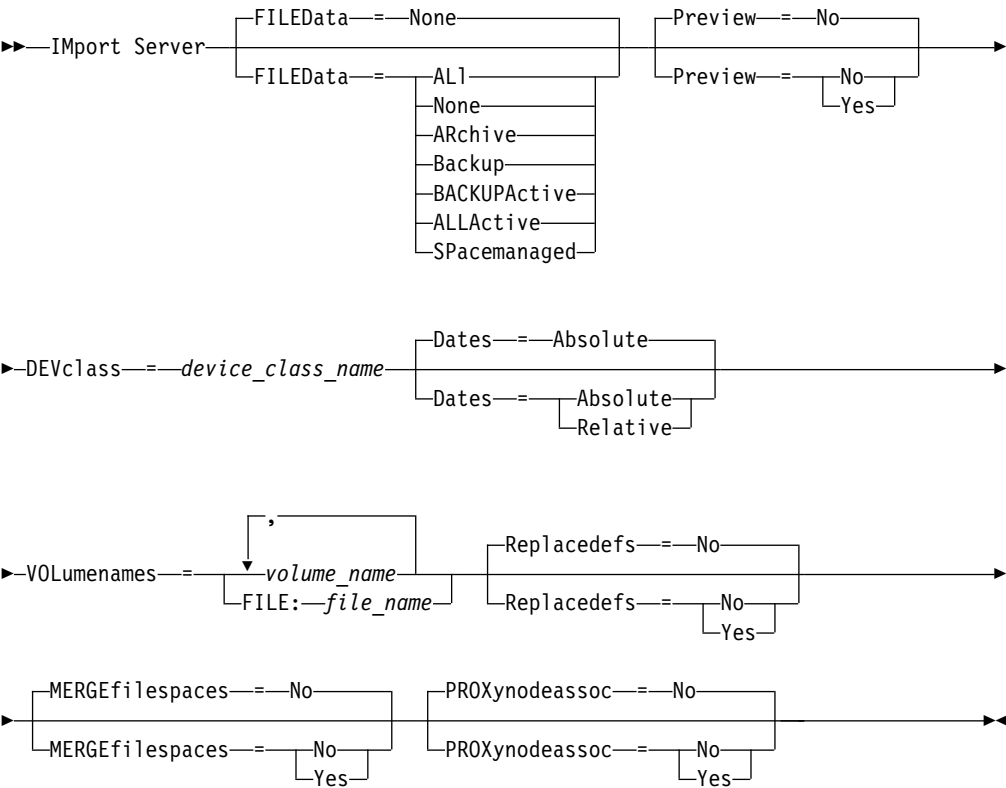 FILEData = None Preview = No
IMport Server
FILEData = ALl Preview = No
None Yes
ARchive
Backup
BACKUPActive
ALLActive
SPacemanaged
Dates = Absolute
DEVclass = device_class_name
Dates = Absolute
Relative
,
Replacedefs = No
VOLumenames = volume_name
FILE: file_name Replacedefs = No
Yes
MERGEfilespaces = No PROXynodeassoc = No
MERGEfilespaces = No PROXynodeassoc = No
Yes Yes